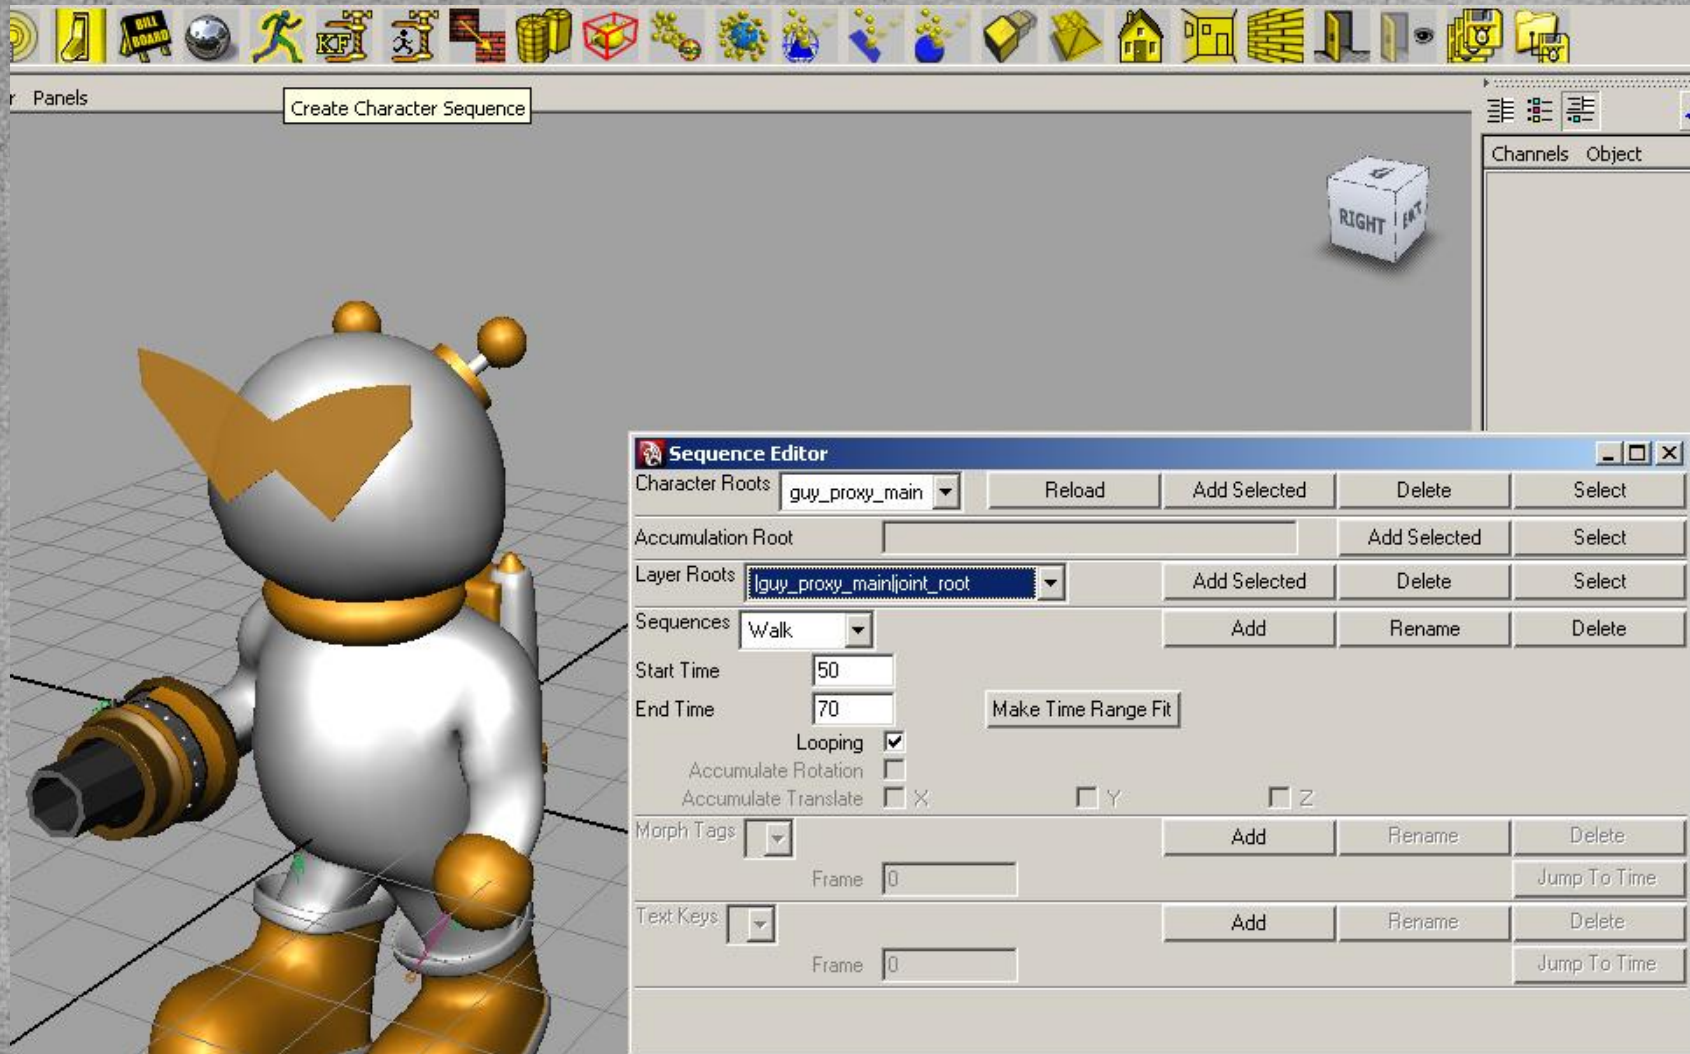 BILL
BOARD
KF
Panels
Create Character Sequence
Channels Object
RIGHT
Sequence Editor
Character Roots guy_proxy_main Reload Add Selected Delete Select
Accumulation Root Add Selected Select
Layer Roots |guy_proxy_main|joint_root Add Selected Delete Select
Sequences Walk Add Rename Delete
Start Time 50
End Time 70 Make Time Range Fit
Looping
Accumulate Rotation
Accumulate Translate X Y Z
Morph Tags Add Rename Delete
Frame 0 Jump To Time
Text Keys Add Rename Delete
Frame 0 Jump To Time